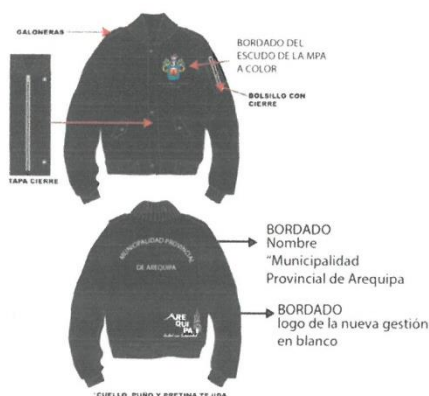 GALONERAS
BORDADO DEL
ESCUDO DE LA MPA
A COLOR
BOLSILLO CON
CIERRE
TAPA CIERRE
MUNICIPALIDAD PROVINCIAL
DE AREQUIPA
BORDADO
Nombre
"Municipalidad
Provincial de Arequipa
AREQUIPA
BORDADO
logo de la nueva gestión
en blanco
*CUELLO, PUÑO Y PRETINA TEJIDA